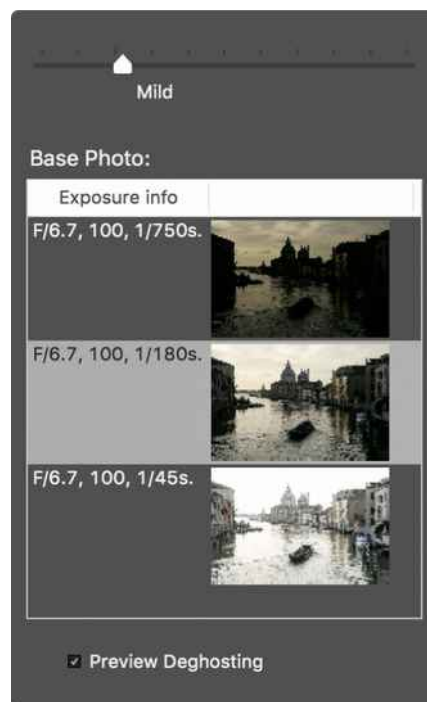 Mild
Base Photo:
Exposure info
F/6.7, 100, 1/750s.
F/6.7, 100, 1/180s.
F/6.7, 100, 1/45s.
Preview Deghosting